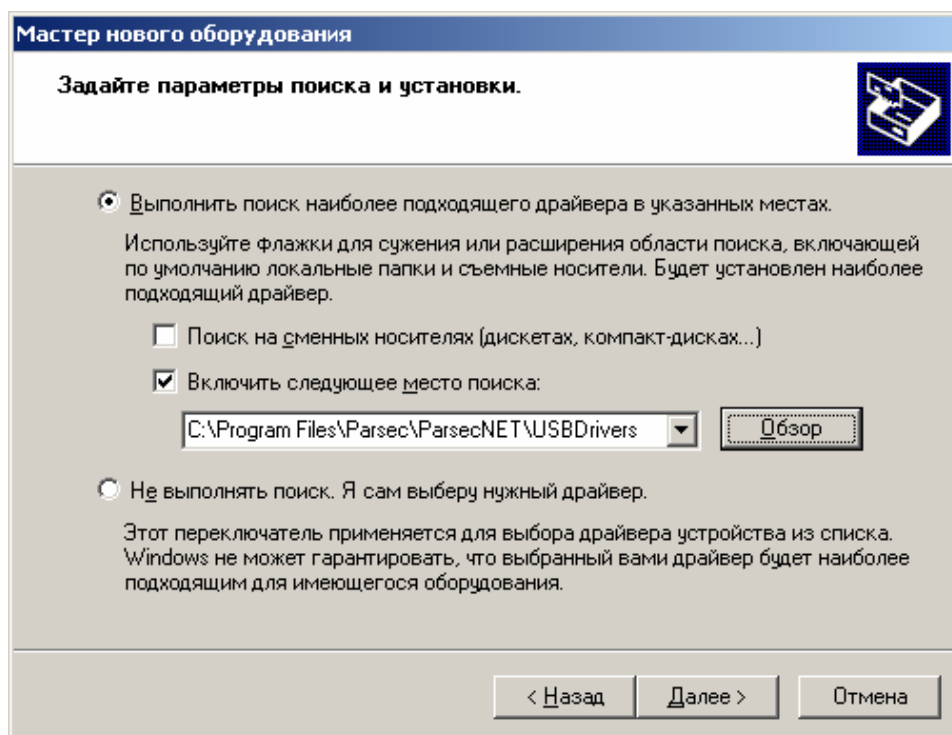 Мастер нового оборудования
Задайте параметры поиска и установки.
Выполнить поиск наиболее подходящего драйвера в указанных местах.
Используйте флажки для сужения или расширения области поиска, включающей
по умолчанию локальные папки и съемные носители. Будет установлен наиболее
подходящий драйвер.
Поиск на сменных носителях (дискетах, компакт-дисках...)
Включить следующее место поиска:
C:\Program Files\Parsec\ParsecNET\USBDrivers
Обзор
Не выполнять поиск. Я сам выберу нужный драйвер.
Этот переключатель применяется для выбора драйвера устройства из списка.
Windows не может гарантировать, что выбранный вами драйвер будет наиболее
подходящим для имеющегося оборудования.
< Назад Далее > Отмена